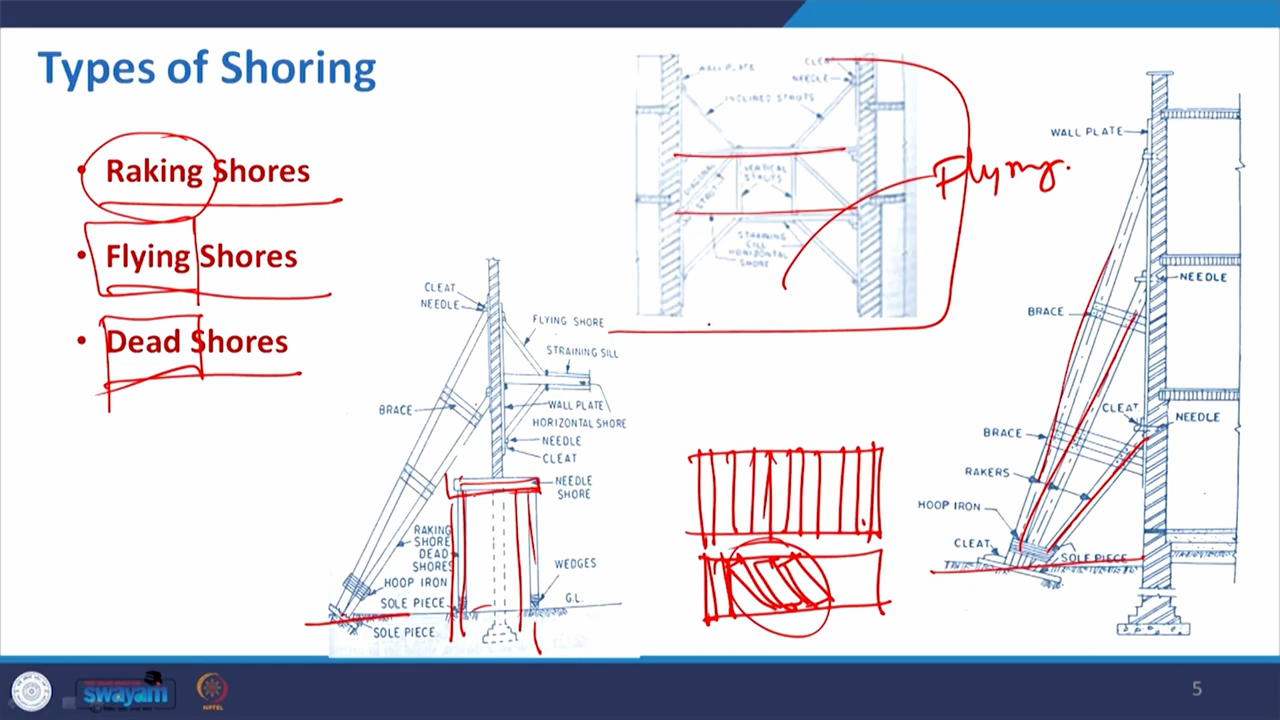 Types of Shoring
• Raking Shores
• Flying Shores
• Dead Shores
WALL PLATE
CLEAT
NEEDLE
INCLINED STRUTS
DIAGONAL
STRUT
VERTICAL
STRUTS
STRAINING
CILL
HORIZONTAL
SHORE
Flying.
CLEAT
NEEDLE
FLYING SHORE
STRAINING SILL
BRACE
WALL PLATE
HORIZONTAL SHORE
NEEDLE
CLEAT
NEEDLE
SHORE
RAKING
SHORE
DEAD
SHORES
HOOP IRON
WEDGES
SOLE PIECE
G.L.
SOLE PIECE
WALL PLATE
NEEDLE
BRACE
CLEAT
NEEDLE
BRACE
RAKERS
HOOP IRON
CLEAT
SOLE PIECE
swayam
NPTEL
5